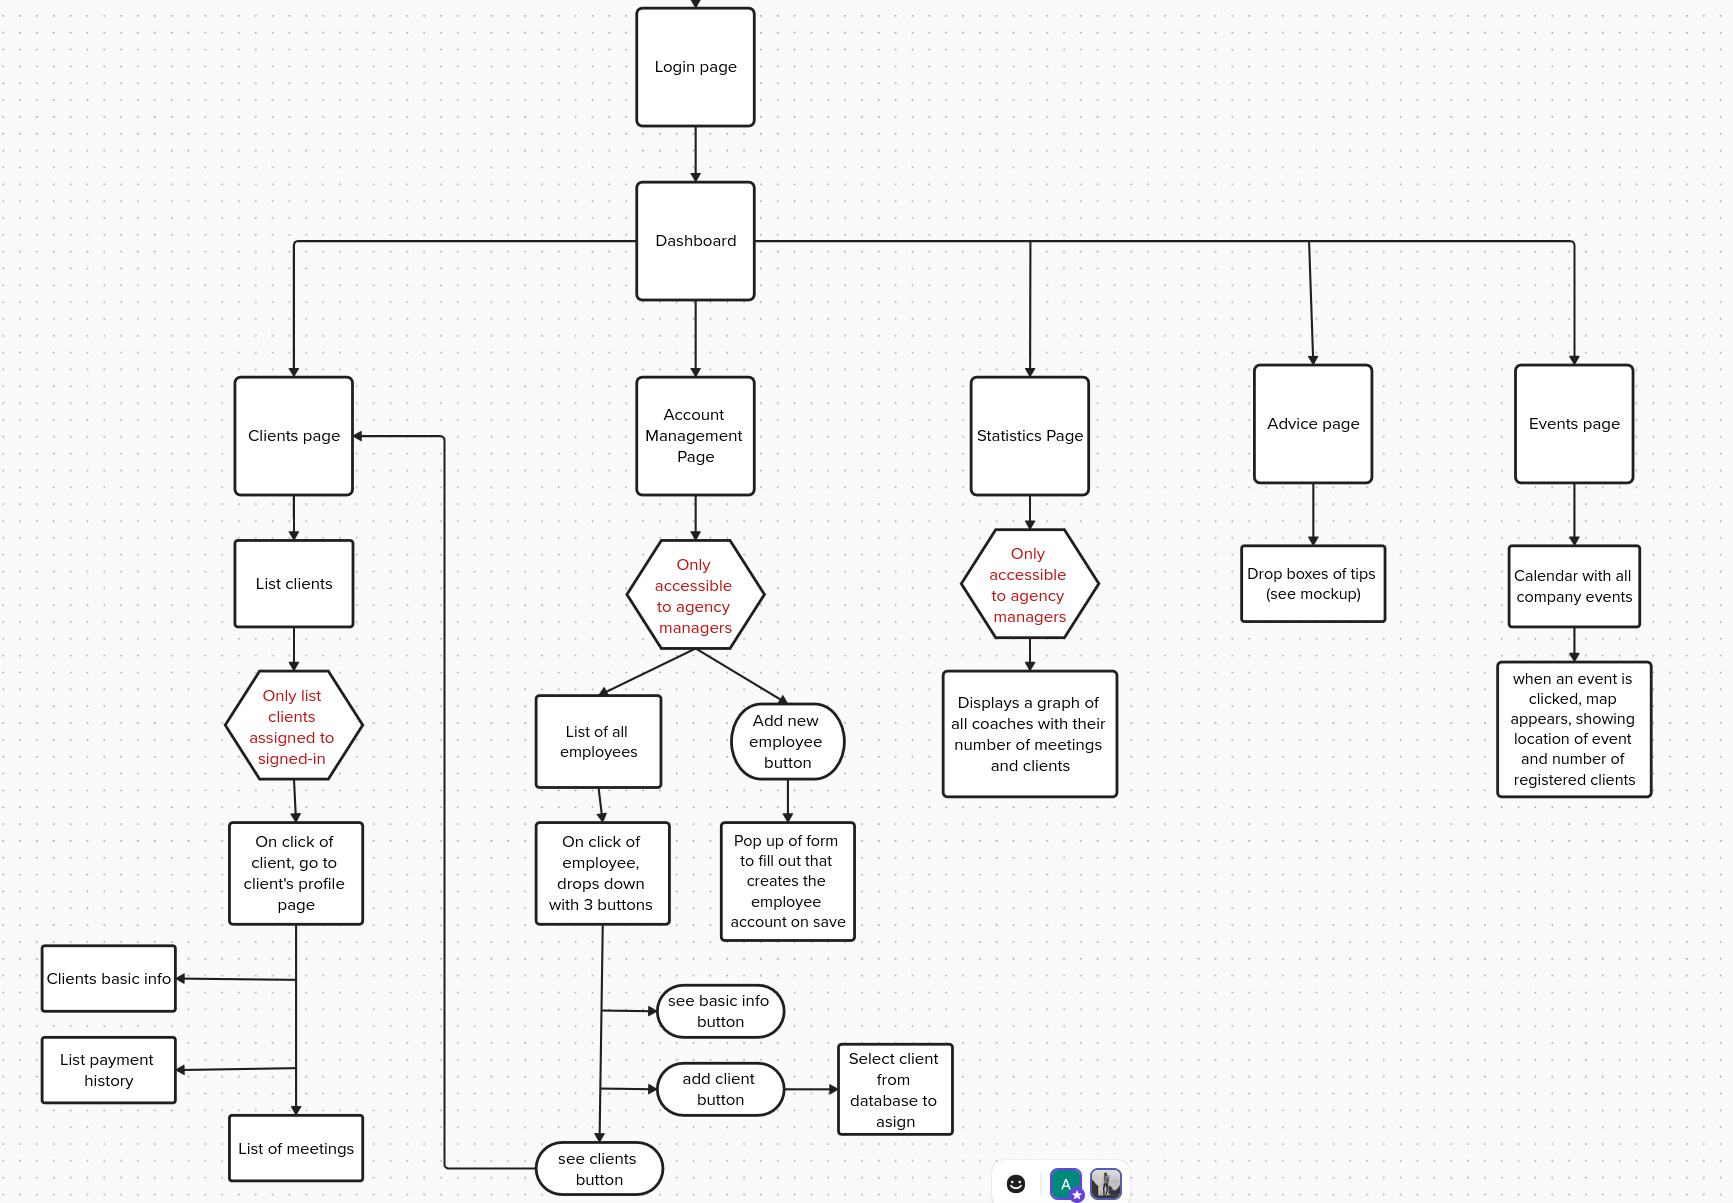 Login page
Dashboard
Clients page
Account
Management
Page
Statistics Page
Advice page
Events page
List clients
Only
accessible
to agency
managers
Only
accessible
to agency
managers
Drop boxes of tips
(see mockup)
Calendar with all
company events
Only list
clients
assigned to
signed-in
List of all
employees
Add new
employee
button
Displays a graph of
all coaches with their
number of meetings
and clients
when an event is
clicked, map
appears, showing
location of event
and number of
registered clients
On click of
client, go to
client's profile
page
On click of
employee,
drops down
with 3 buttons
Pop up of form
to fill out that
creates the
employee
account on save
Clients basic info
see basic info
button
List payment
history
add client
button
Select client
from
database to
asign
List of meetings
see clients
button
A